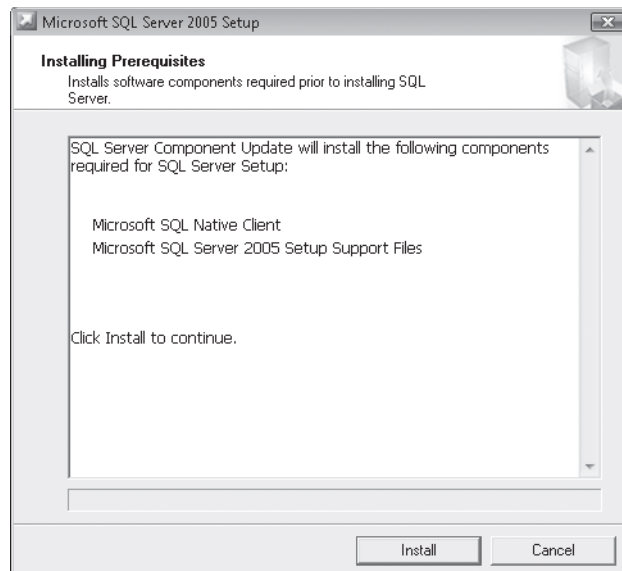 Microsoft SQL Server 2005 Setup
Installing Prerequisites
Installs software components required prior to installing SQL
Server.
SQL Server Component Update will install the following components
required for SQL Server Setup:
Microsoft SQL Native Client
Microsoft SQL Server 2005 Setup Support Files
Click Install to continue.
Install
Cancel